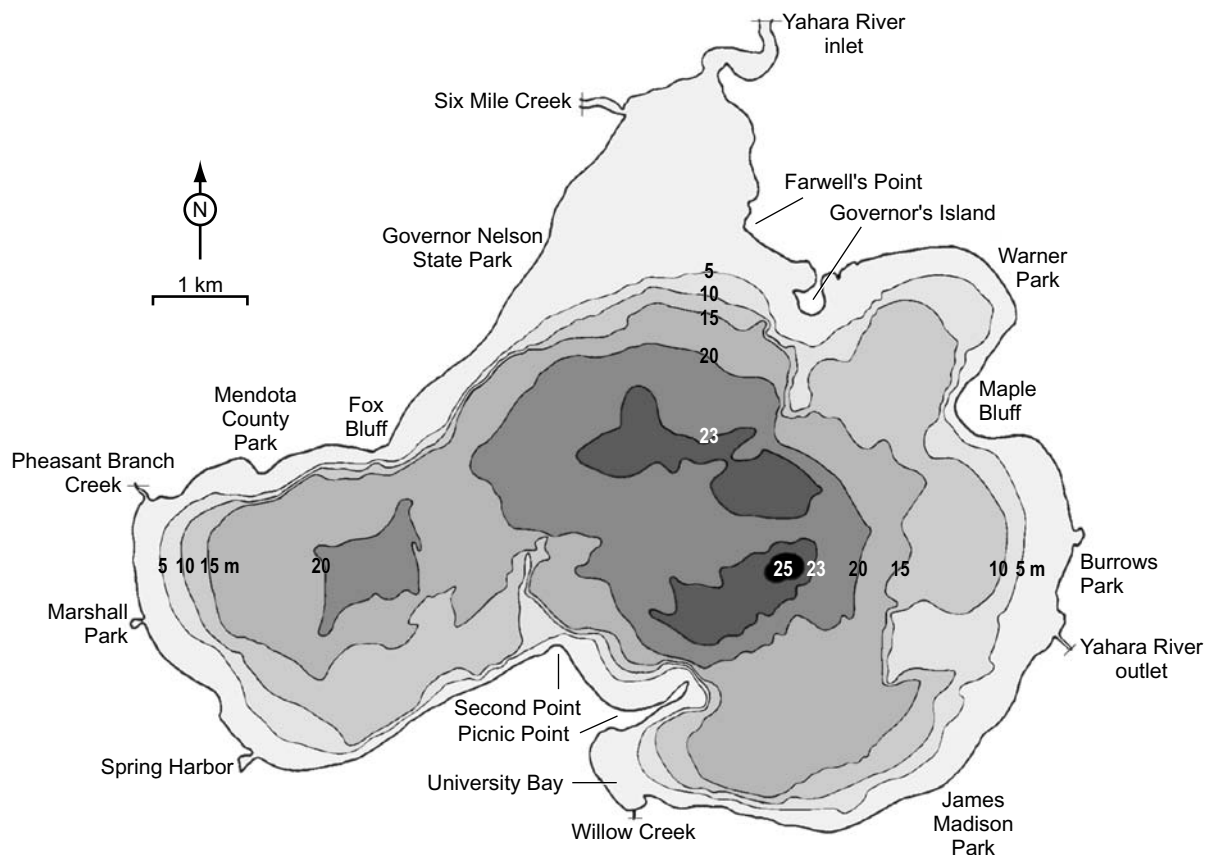 Yahara River
inlet
Six Mile Creek
Farwell's Point
Governor's Island
N
Governor Nelson
State Park
Warner
Park
1 km
5
10
15
20
Mendota
County
Park
Fox
Bluff
Maple
Bluff
23
Pheasant Branch
Creek
5 10 15 m 20 25 23 20 15 10 5 m
Burrows
Park
Marshall
Park
Yahara River
outlet
Second Point
Picnic Point
Spring Harbor
University Bay
James
Madison
Park
Willow Creek